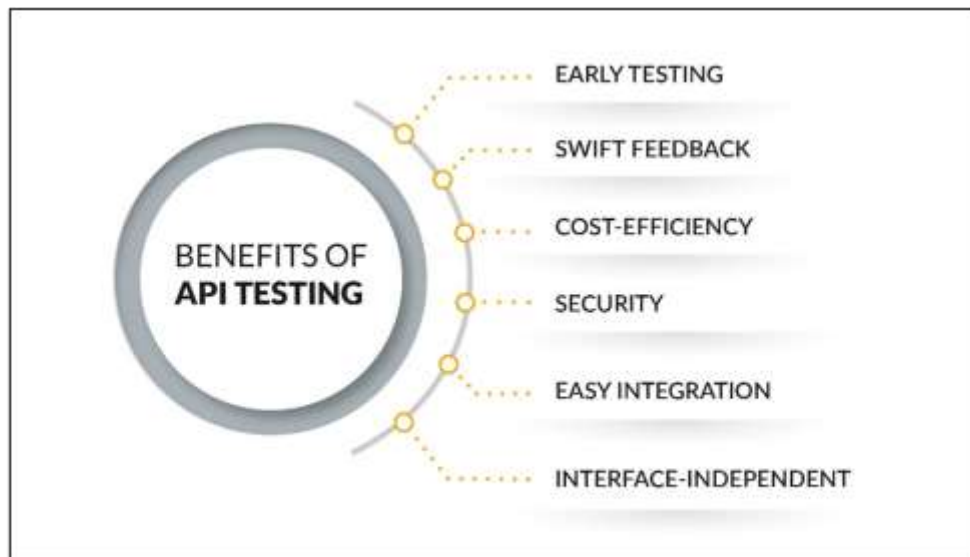 BENEFITS OF
API TESTING
EARLY TESTING
SWIFT FEEDBACK
COST-EFFICIENCY
SECURITY
EASY INTEGRATION
INTERFACE-INDEPENDENT